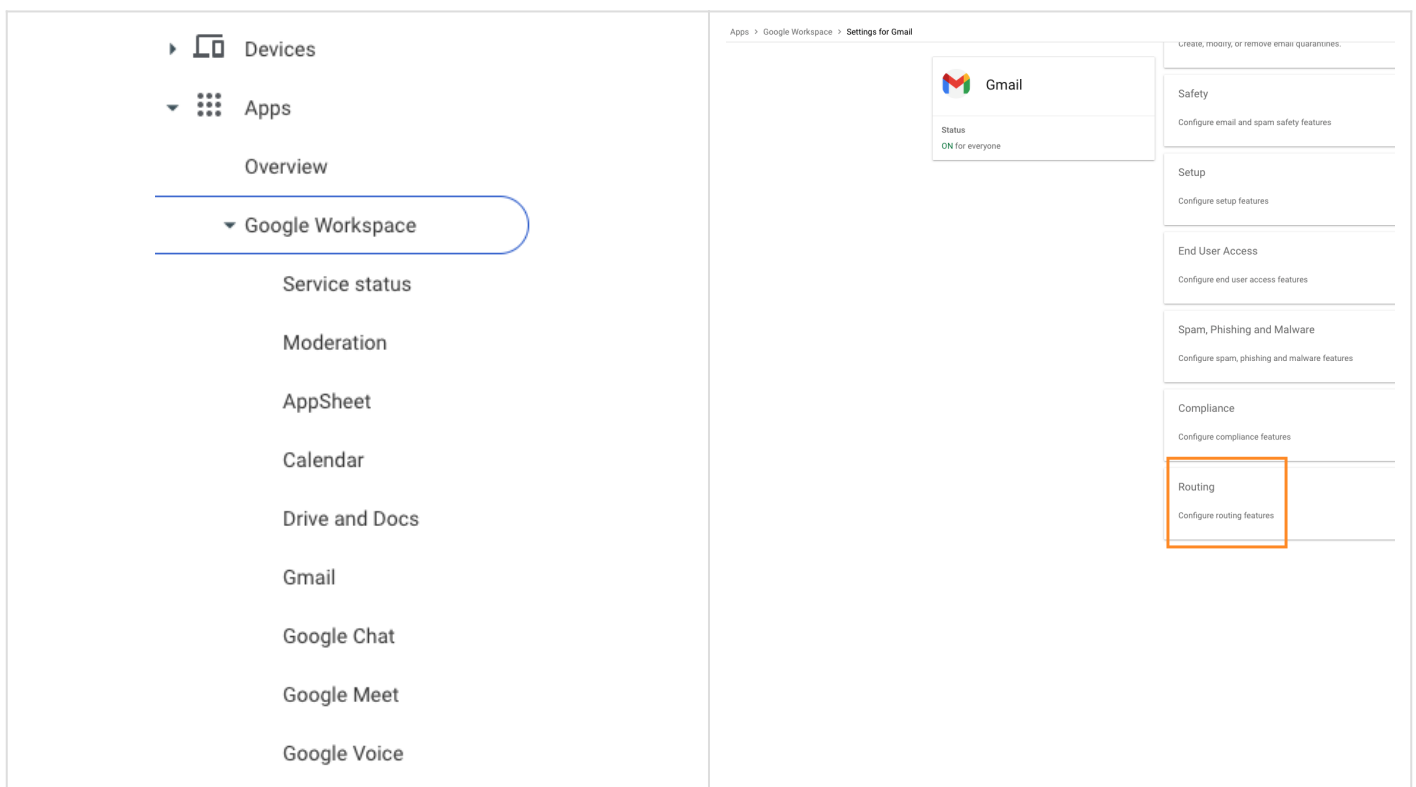 Devices
Apps
Overview
Google Workspace
Service status
Moderation
AppSheet
Calendar
Drive and Docs
Gmail
Google Chat
Google Meet
Google Voice
Apps > Google Workspace > Settings for Gmail
Gmail
Status
ON for everyone
Create, modify, or remove email quarantines.
Safety
Configure email and spam safety features
Setup
Configure setup features
End User Access
Configure end user access features
Spam, Phishing and Malware
Configure spam, phishing and malware features
Compliance
Configure compliance features
Routing
Configure routing features